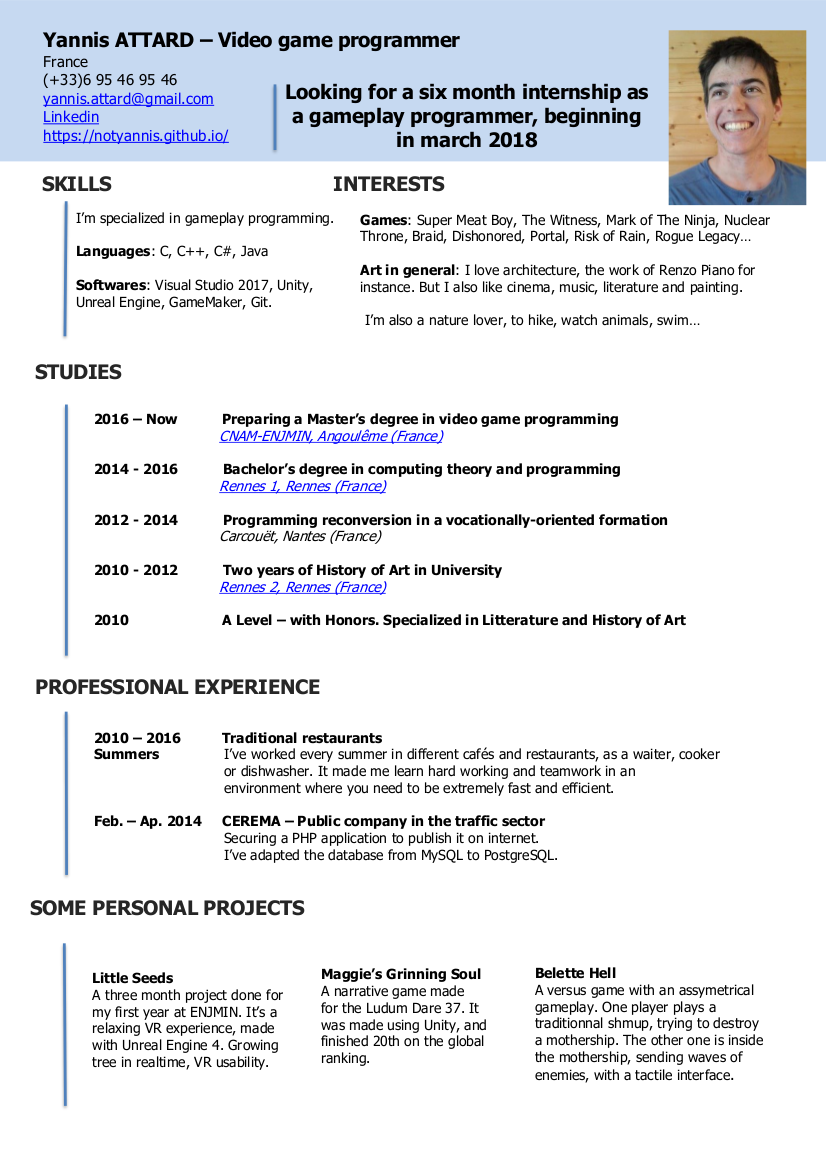 Yannis ATTARD – Video game programmer
France
(+33)6 95 46 95 46
yannis.attard@gmail.com
Linkedin
https://notyannis.github.io/
Looking for a six month internship as
a gameplay programmer, beginning
in march 2018
SKILLS
I’m specialized in gameplay programming.
Languages: C, C++, C#, Java
Softwares: Visual Studio 2017, Unity,
Unreal Engine, GameMaker, Git.
INTERESTS
Games: Super Meat Boy, The Witness, Mark of The Ninja, Nuclear
Throne, Braid, Dishonored, Portal, Risk of Rain, Rogue Legacy…
Art in general: I love architecture, the work of Renzo Piano for
instance. But I also like cinema, music, literature and painting.
I’m also a nature lover, to hike, watch animals, swim…
STUDIES
2016 – Now Preparing a Master’s degree in video game programming
CNAM-ENJMIN, Angoulême (France)
2014 - 2016 Bachelor’s degree in computing theory and programming
Rennes 1, Rennes (France)
2012 - 2014 Programming reconversion in a vocationally-oriented formation
Carcouët, Nantes (France)
2010 - 2012 Two years of History of Art in University
Rennes 2, Rennes (France)
2010 A Level – with Honors. Specialized in Litterature and History of Art
PROFESSIONAL EXPERIENCE
2010 – 2016 Traditional restaurants
Summers I’ve worked every summer in different cafés and restaurants, as a waiter, cooker
or dishwasher. It made me learn hard working and teamwork in an
environment where you need to be extremely fast and efficient.
Feb. – Ap. 2014 CEREMA – Public company in the traffic sector
Securing a PHP application to publish it on internet.
I’ve adapted the database from MySQL to PostgreSQL.
SOME PERSONAL PROJECTS
Little Seeds
A three month project done for
my first year at ENJMIN. It’s a
relaxing VR experience, made
with Unreal Engine 4. Growing
tree in realtime, VR usability.
Maggie’s Grinning Soul
A narrative game made
for the Ludum Dare 37. It
was made using Unity, and
finished 20th on the global
ranking.
Belette Hell
A versus game with an assymetrical
gameplay. One player plays a
traditionnal shmup, trying to destroy
a mothership. The other one is inside
the mothership, sending waves of
enemies, with a tactile interface.